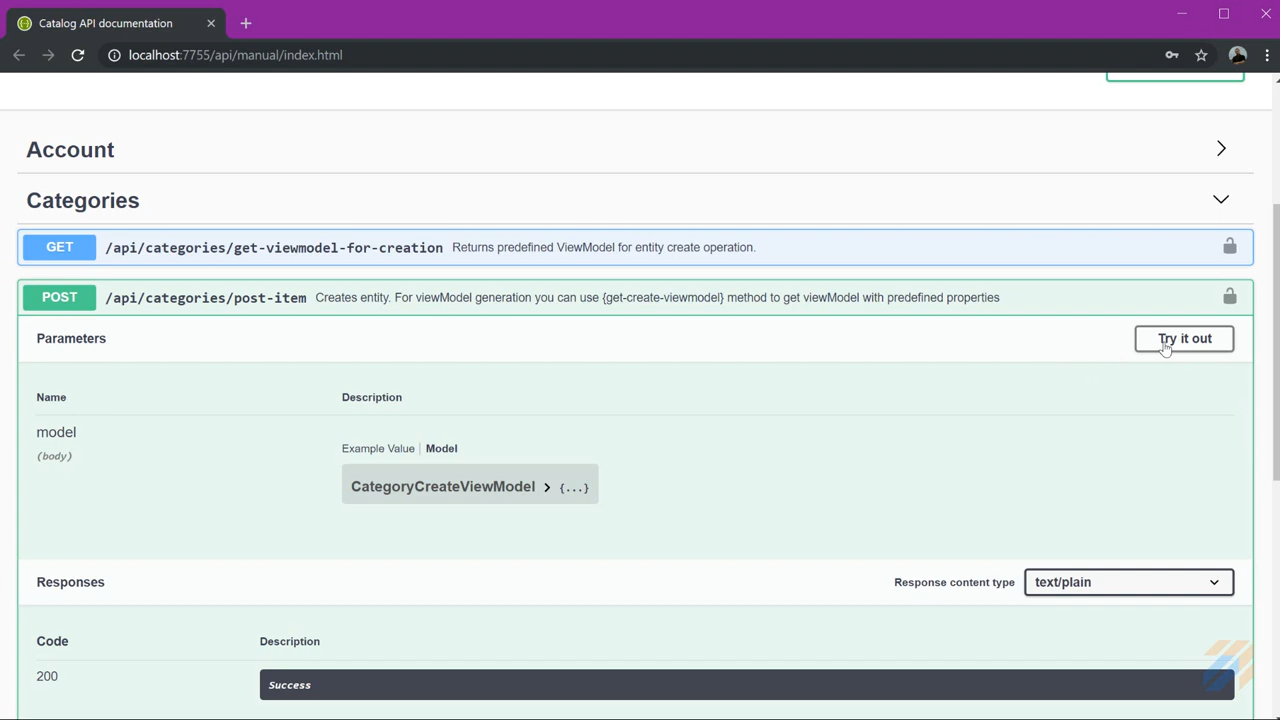 Catalog API documentation
localhost:7755/api/manual/index.html
Account
Categories
GET /api/categories/get-viewmodel-for-creation Returns predefined ViewModel for entity create operation.
POST /api/categories/post-item Creates entity. For viewModel generation you can use {get-create-viewmodel} method to get viewModel with predefined properties
Parameters Try it out
Name Description
model
(body)
Example Value Model
CategoryCreateViewModel > {...}
Responses Response content type text/plain
Code Description
200 Success